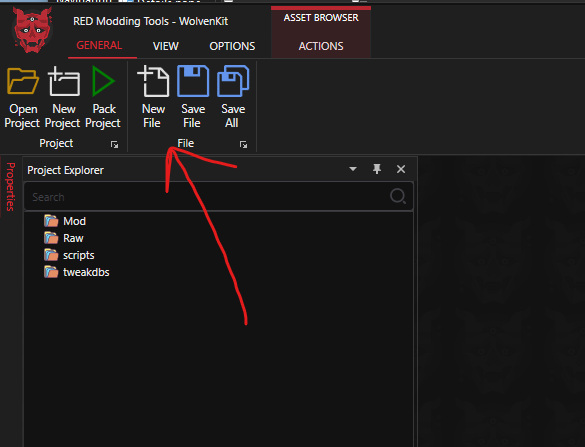 RED Modding Tools - WolvenKit
ASSET BROWSER
GENERAL VIEW OPTIONS ACTIONS
Open Project
New Project
Pack Project
New File
Save File
Save All
Project
File
Properties
Project Explorer
Search
Mod
Raw
scripts
tweakdbs